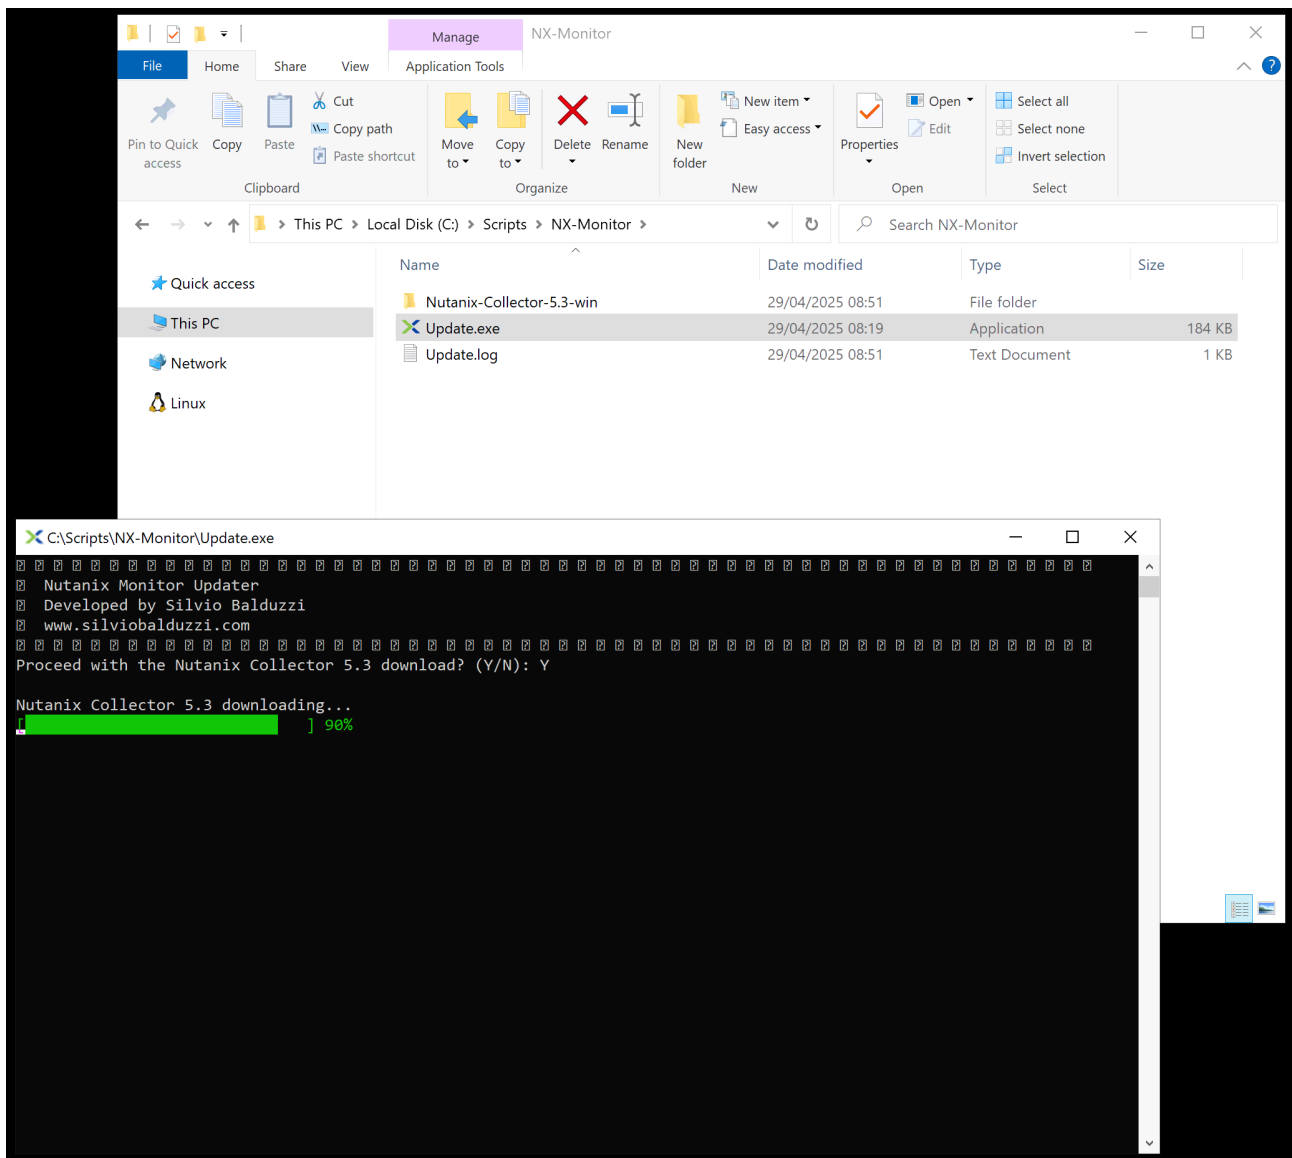 Manage NX-Monitor
File Home Share View Application Tools
Pin to Quick access
Copy
Paste
Cut
Copy path
Paste shortcut
Clipboard
Move to
Copy to
Delete
Rename
Organize
New folder
New item
Easy access
New
Properties
Open
Edit
Open
Select all
Select none
Invert selection
Select
This PC > Local Disk (C:) > Scripts > NX-Monitor >
Search NX-Monitor
Quick access
This PC
Network
Linux
Name Date modified Type Size
Nutanix-Collector-5.3-win 29/04/2025 08:51 File folder
Update.exe 29/04/2025 08:19 Application 184 KB
Update.log 29/04/2025 08:51 Text Document 1 KB
C:\Scripts\NX-Monitor\Update.exe
Nutanix Monitor Updater
Developed by Silvio Balduzzi
www.silviobalduzzi.com
Proceed with the Nutanix Collector 5.3 download? (Y/N): Y
Nutanix Collector 5.3 downloading...
[ ] 90%